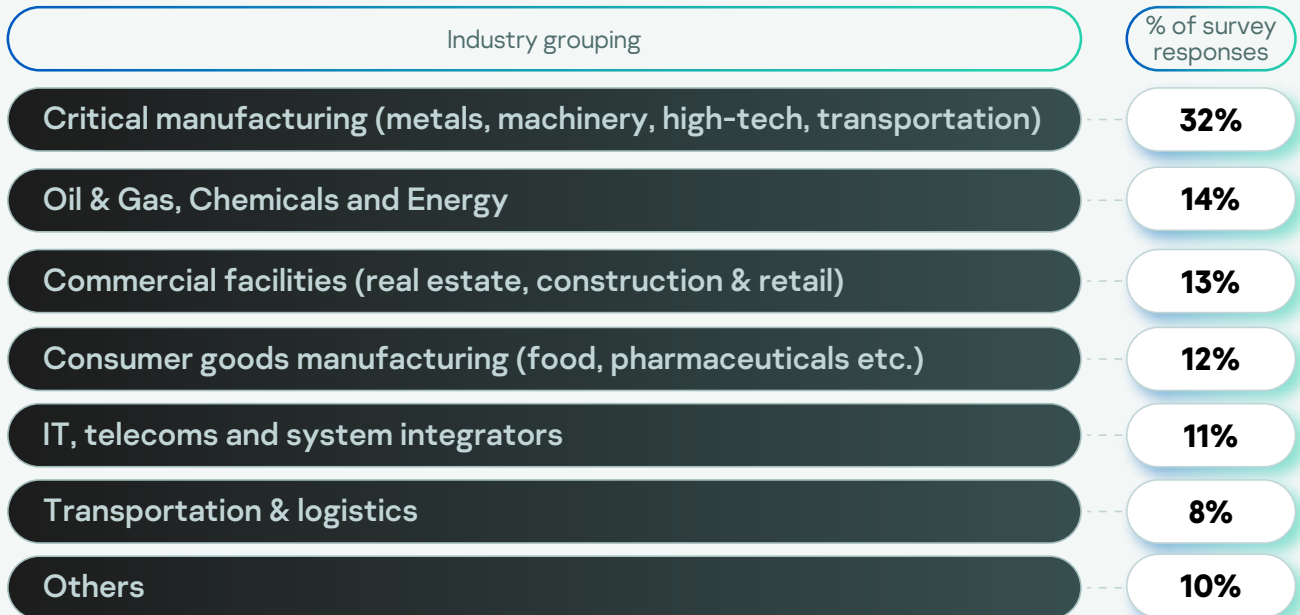 Industry grouping
% of survey
responses
Critical manufacturing (metals, machinery, high-tech, transportation)
32%
Oil & Gas, Chemicals and Energy
14%
Commercial facilities (real estate, construction & retail)
13%
Consumer goods manufacturing (food, pharmaceuticals etc.)
12%
IT, telecoms and system integrators
11%
Transportation & logistics
8%
Others
10%